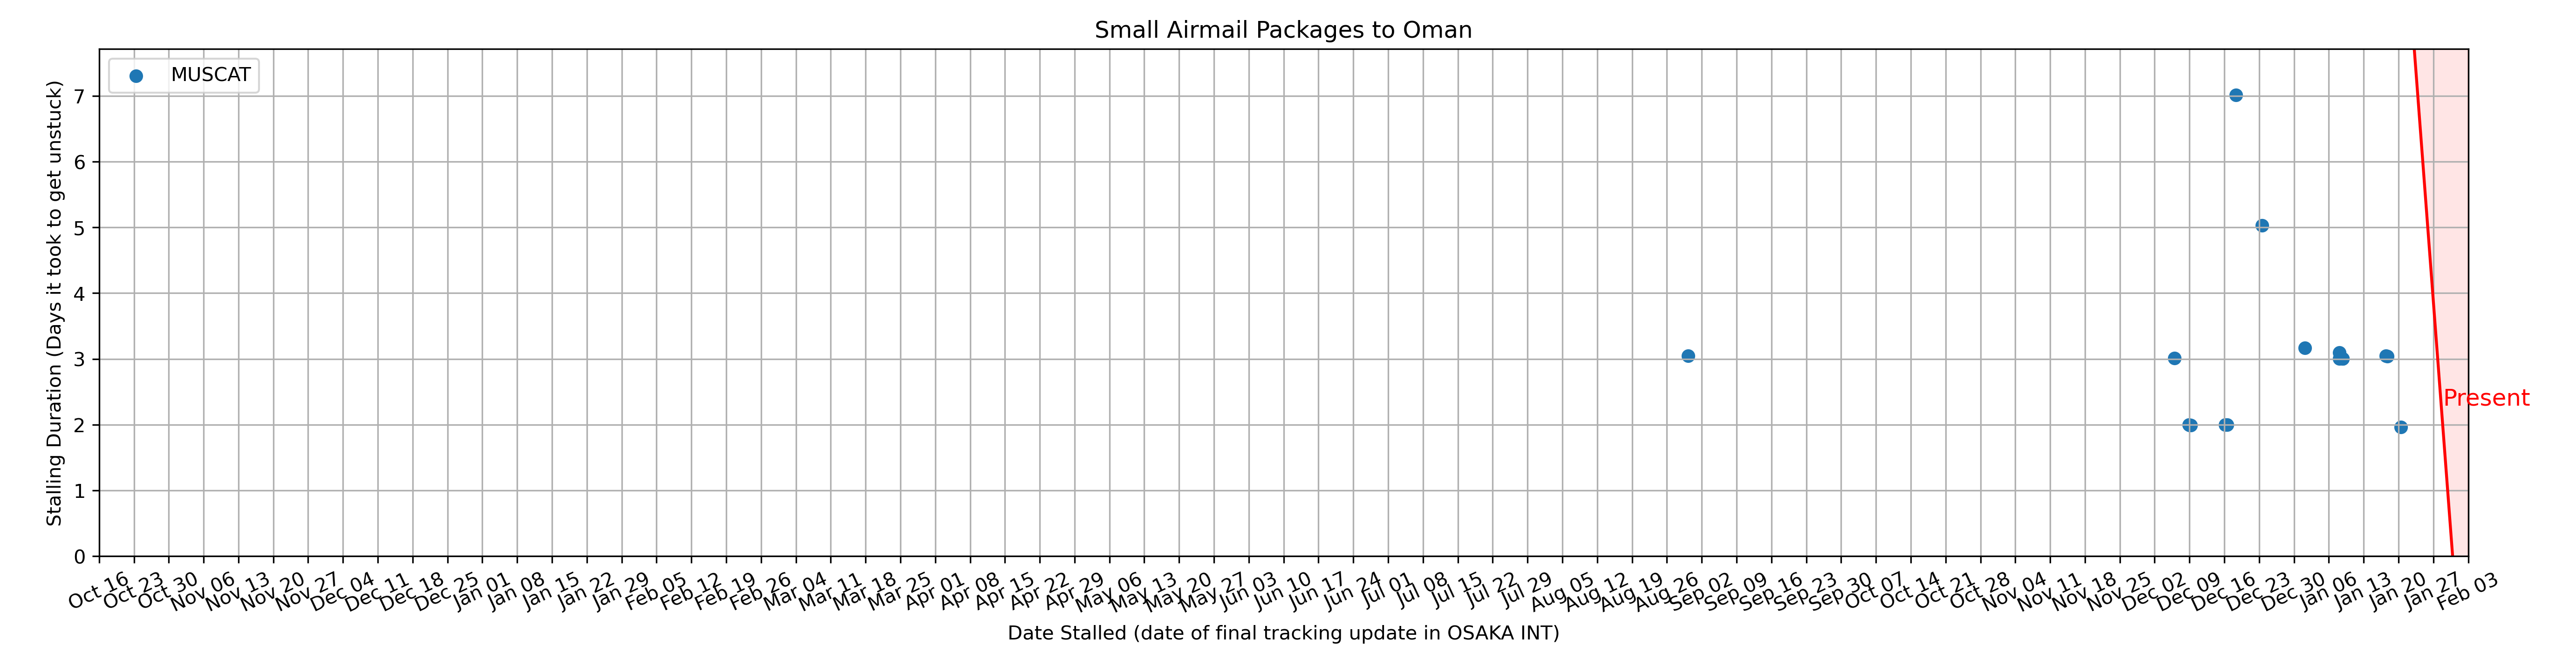 Small Airmail Packages to Oman
MUSCAT
Stalling Duration (Days it took to get unstuck)
7
6
5
4
3
2
1
0
Present
Oct 16
Oct 23
Oct 30
Nov 06
Nov 13
Nov 20
Nov 27
Dec 04
Dec 11
Dec 18
Dec 25
Jan 01
Jan 08
Jan 15
Jan 22
Jan 29
Feb 05
Feb 12
Feb 19
Feb 26
Mar 04
Mar 11
Mar 18
Mar 25
Apr 01
Apr 08
Apr 15
Apr 22
Apr 29
May 06
May 13
May 20
May 27
Jun 03
Jun 10
Jun 17
Jun 24
Jul 01
Jul 08
Jul 15
Jul 22
Jul 29
Aug 05
Aug 12
Aug 19
Aug 26
Sep 02
Sep 09
Sep 16
Sep 23
Sep 30
Oct 07
Oct 14
Oct 21
Oct 28
Nov 04
Nov 11
Nov 18
Nov 25
Dec 02
Dec 09
Dec 16
Dec 23
Dec 30
Jan 06
Jan 13
Jan 20
Jan 27
Feb 03
Date Stalled (date of final tracking update in OSAKA INT)